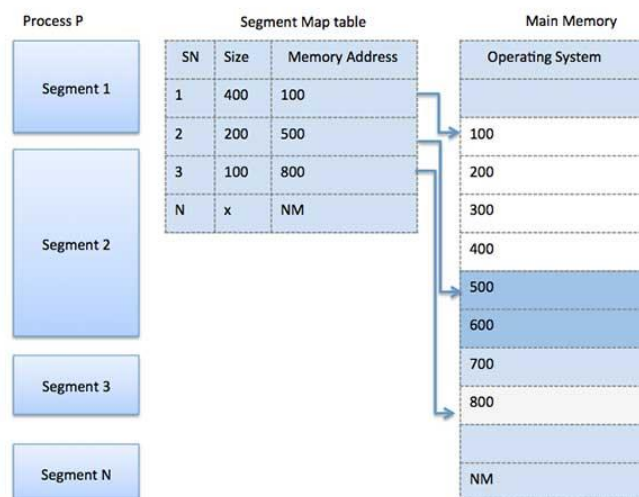 Process P
Segment 1
Segment 2
Segment 3
Segment N
Segment Map table
SN Size Memory Address
1 400 100
2 200 500
3 100 800
N x NM
Main Memory
Operating System
100
200
300
400
500
600
700
800
NM